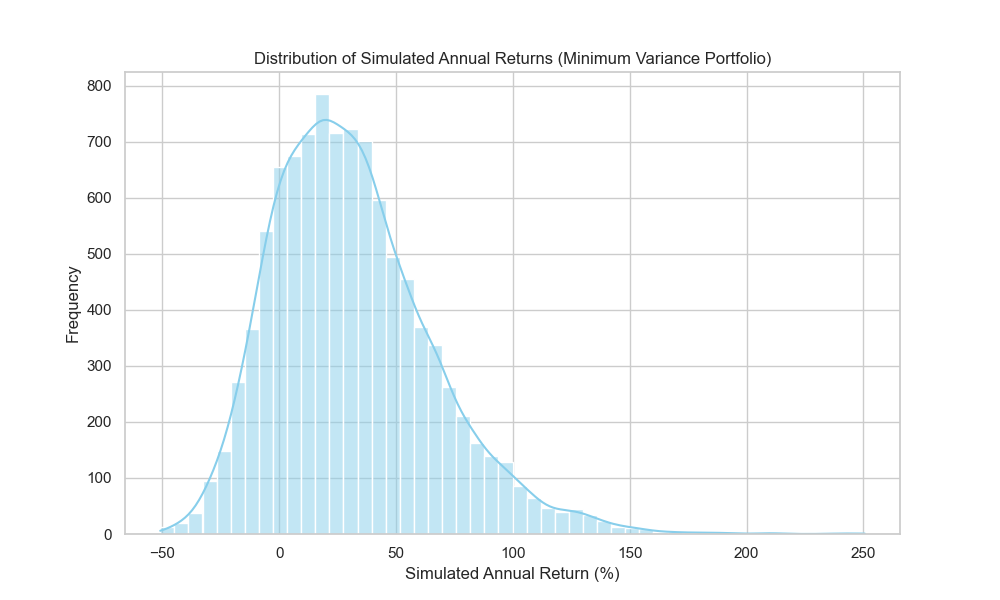 Distribution of Simulated Annual Returns (Minimum Variance Portfolio)
800
700
600
500
400
300
200
100
0
Frequency
−50 0 50 100 150 200 250
Simulated Annual Return (%)